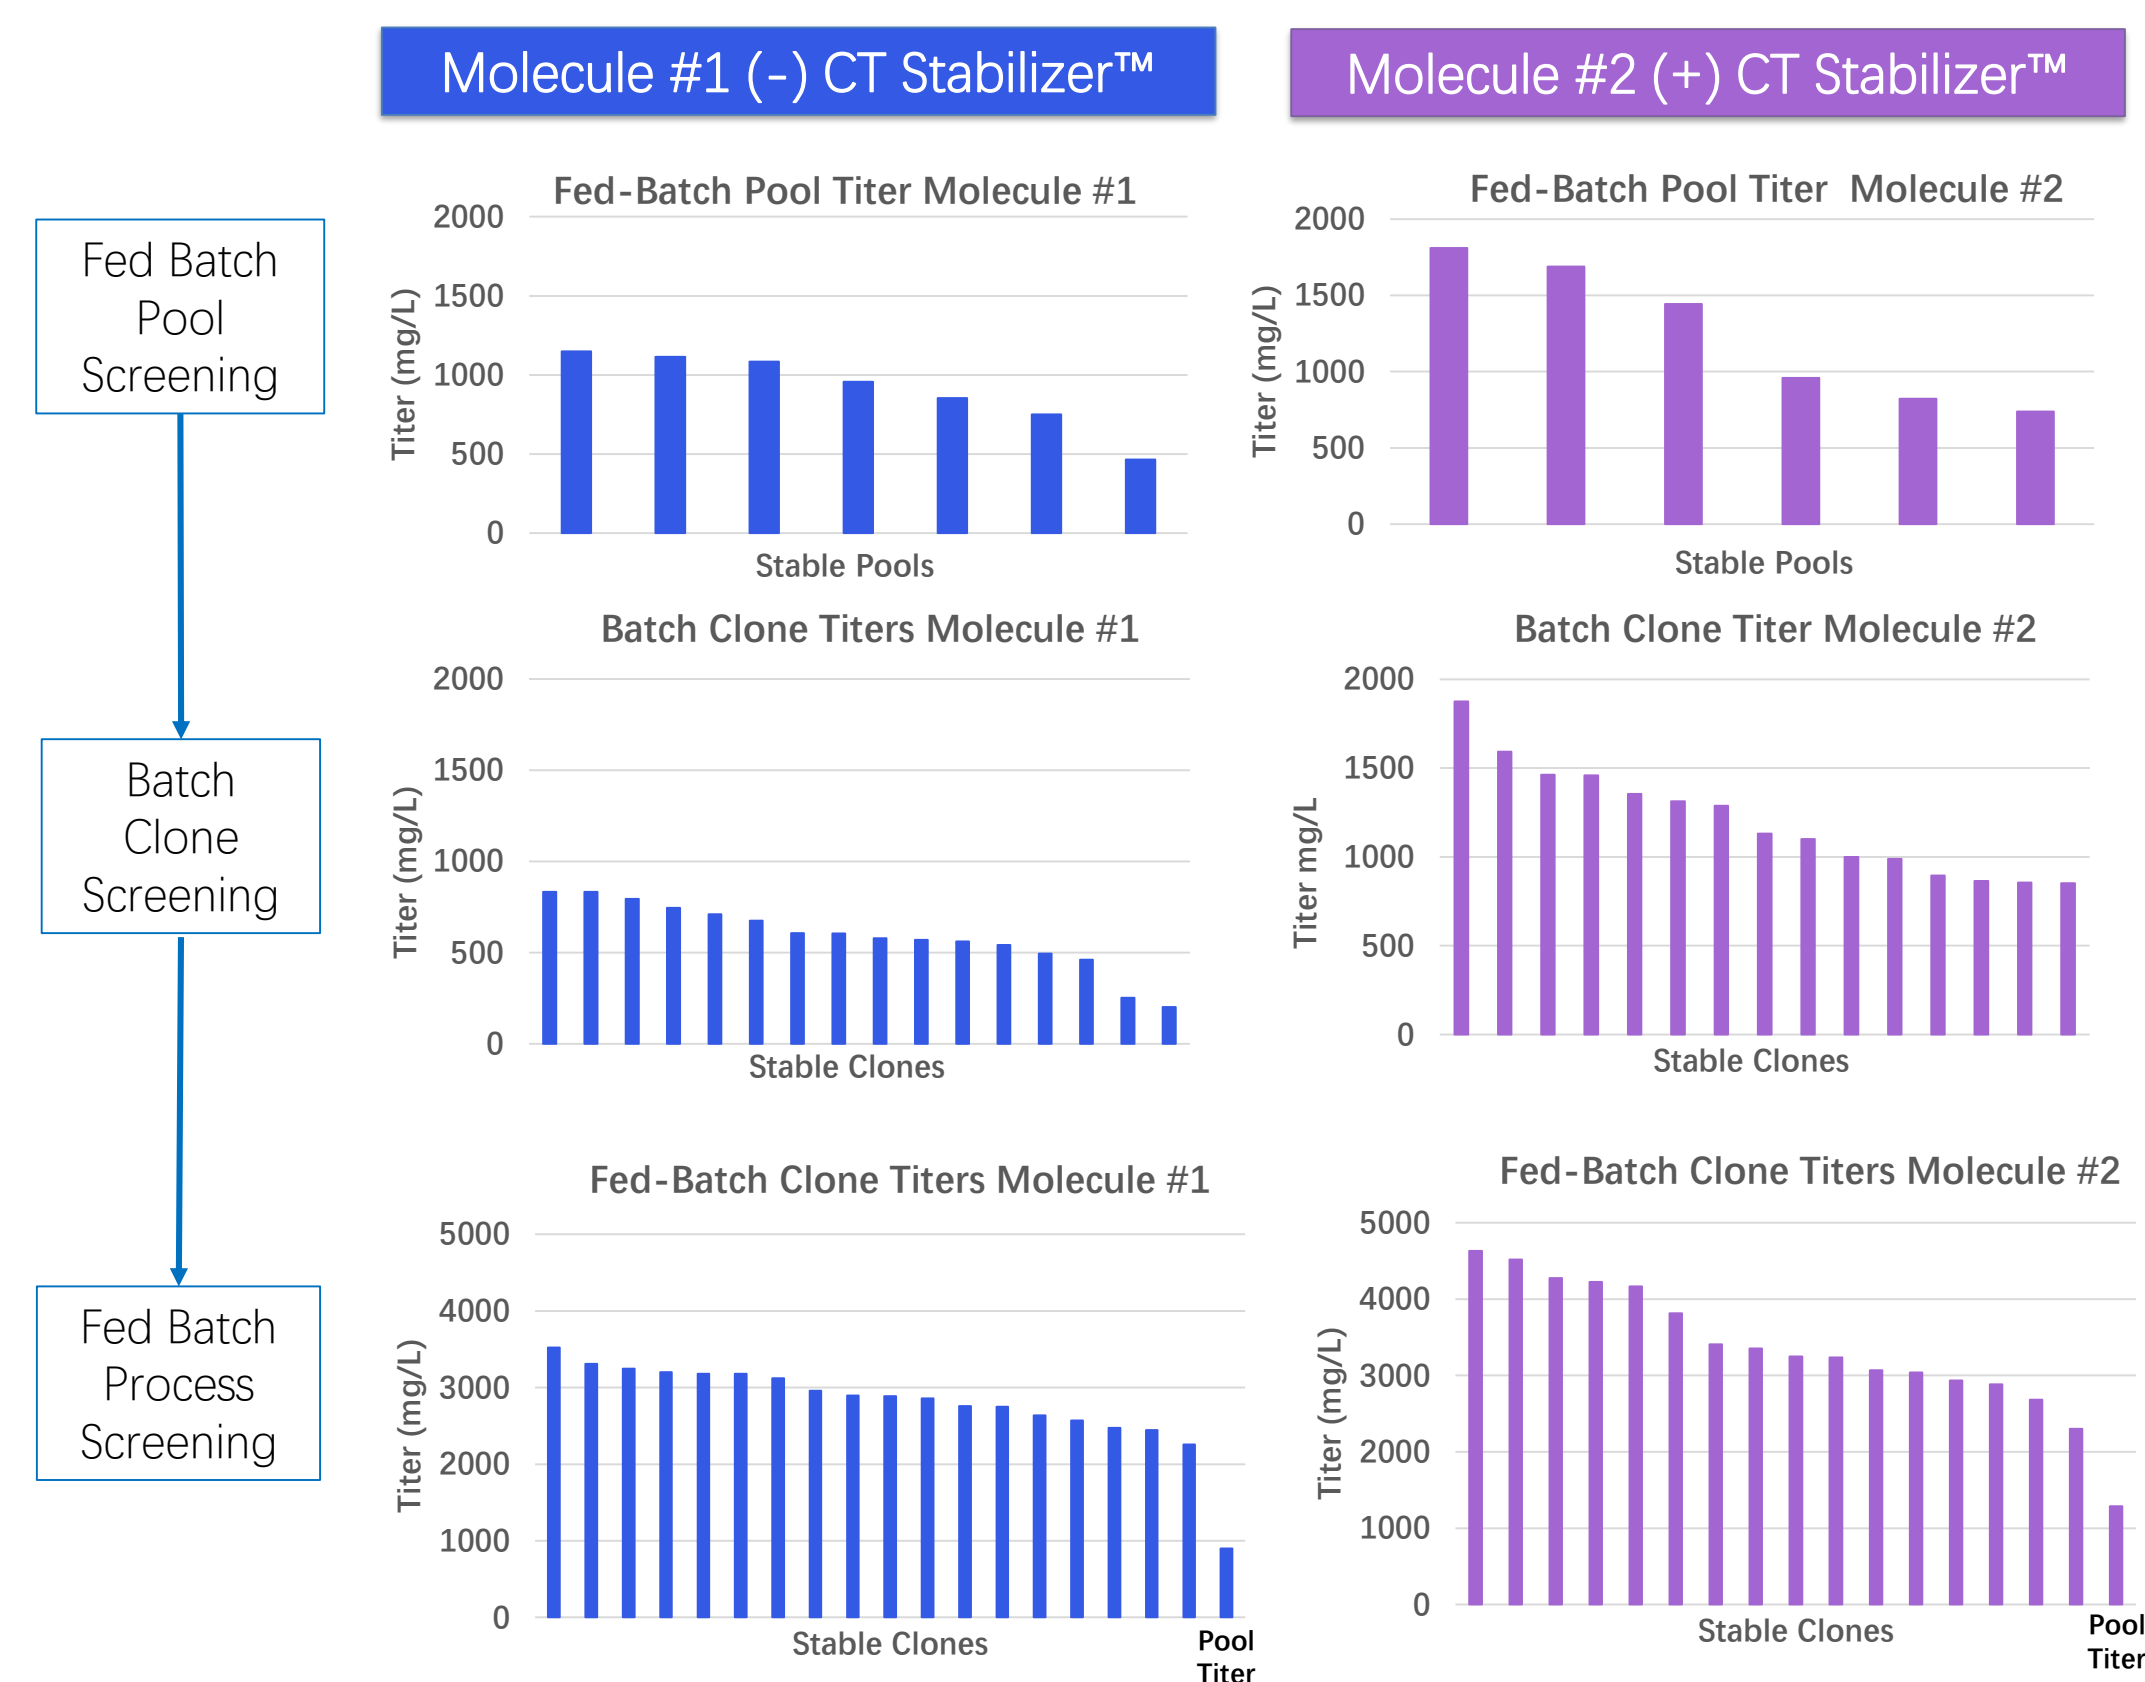 Molecule #1 (-) CT Stabilizer™
Molecule #2 (+) CT Stabilizer™
Fed Batch
Pool
Screening
Fed-Batch Pool Titer Molecule #1
Titer (mg/L)
2000
1500
1000
500
0
Stable Pools
Fed-Batch Pool Titer  Molecule #2
Titer (mg/L)
2000
1500
1000
500
0
Stable Pools
Batch
Clone
Screening
Batch Clone Titers Molecule #1
Titer (mg/L)
2000
1500
1000
500
0
Stable Clones
Batch Clone Titer Molecule #2
Titer mg/L
2000
1500
1000
500
0
Stable Clones
Fed Batch
Process
Screening
Fed-Batch Clone Titers Molecule #1
Titer (mg/L)
5000
4000
3000
2000
1000
0
Stable Clones
Pool
Titer
Fed-Batch Clone Titers Molecule #2
Titer (mg/L)
5000
4000
3000
2000
1000
0
Stable Clones
Pool
Titer